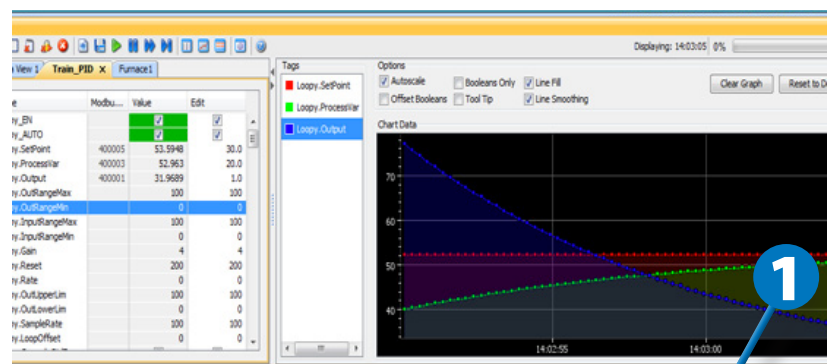 Displaying: 14:03:05 0%
View 1 Train_PID X Furnace1
Modbu... Value Edit
_EN
_AUTO
.SetPoint 400005 53.5948 30.0
.ProcessVar 400003 52.963 20.0
.Output 400001 31.9689 1.0
.OutRangeMax 100 100
.OutRangeMin 0 0
.InputRangeMax 100 100
.InputRangeMin 0 0
.Gain 4 4
.Reset 200 200
.Rate 0 0
.OutUpperLim 100 100
.OutLowerLim 0 0
.SampleRate 100 100
.LoopOffset 0 0
Tags
Loopy.SetPoint
Loopy.ProcessVar
Loopy.Output
Options
Autoscale Booleans Only Line Fill
Offset Booleans Tool Tip Line Smoothing
Clear Graph Reset to De
Chart Data
70
60
50
40
14:02:55 14:03:00
1